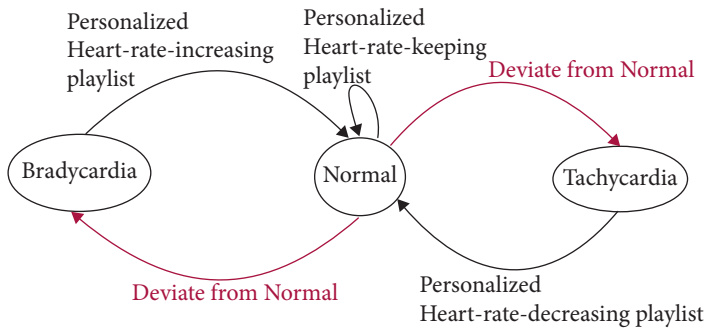 Personalized
Heart-rate-increasing
playlist
Personalized
Heart-rate-keeping
playlist
Deviate from Normal
Bradycardia
Normal
Tachycardia
Deviate from Normal
Personalized
Heart-rate-decreasing playlist